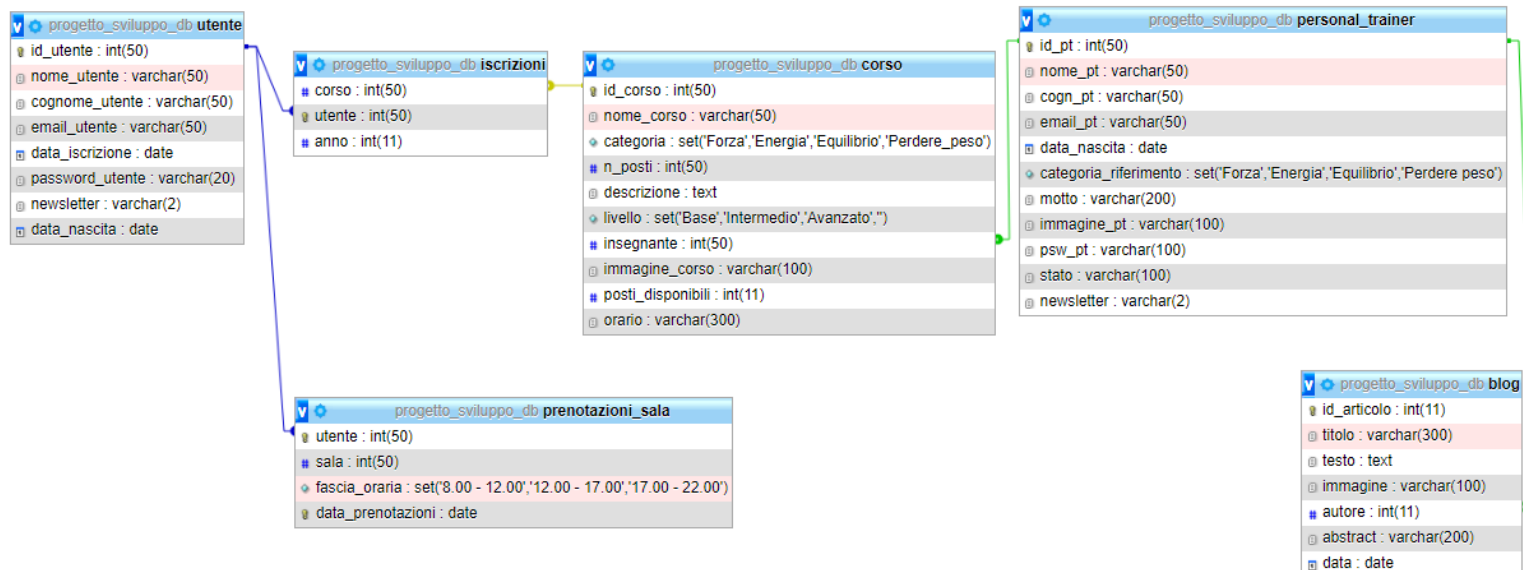 progetto_sviluppo_db utente
id_utente : int(50)
nome_utente : varchar(50)
cognome_utente : varchar(50)
email_utente : varchar(50)
data_iscrizione : date
password_utente : varchar(20)
newsletter : varchar(2)
data_nascita : date
progetto_sviluppo_db iscrizioni
corso : int(50)
utente : int(50)
anno : int(11)
progetto_sviluppo_db corso
id_corso : int(50)
nome_corso : varchar(50)
categoria : set('Forza','Energia','Equilibrio','Perdere_peso')
n_posti : int(50)
descrizione : text
livello : set('Base','Intermedio','Avanzato','')
insegnante : int(50)
immagine_corso : varchar(100)
posti_disponibili : int(11)
orario : varchar(300)
progetto_sviluppo_db personal_trainer
id_pt : int(50)
nome_pt : varchar(50)
cogn_pt : varchar(50)
email_pt : varchar(50)
data_nascita : date
categoria_riferimento : set('Forza','Energia','Equilibrio','Perdere peso')
motto : varchar(200)
immagine_pt : varchar(100)
psw_pt : varchar(100)
stato : varchar(100)
newsletter : varchar(2)
progetto_sviluppo_db prenotazioni_sala
utente : int(50)
sala : int(50)
fascia_oraria : set('8.00 - 12.00','12.00 - 17.00','17.00 - 22.00')
data_prenotazioni : date
progetto_sviluppo_db blog
id_articolo : int(11)
titolo : varchar(300)
testo : text
immagine : varchar(100)
autore : int(11)
abstract : varchar(200)
data : date